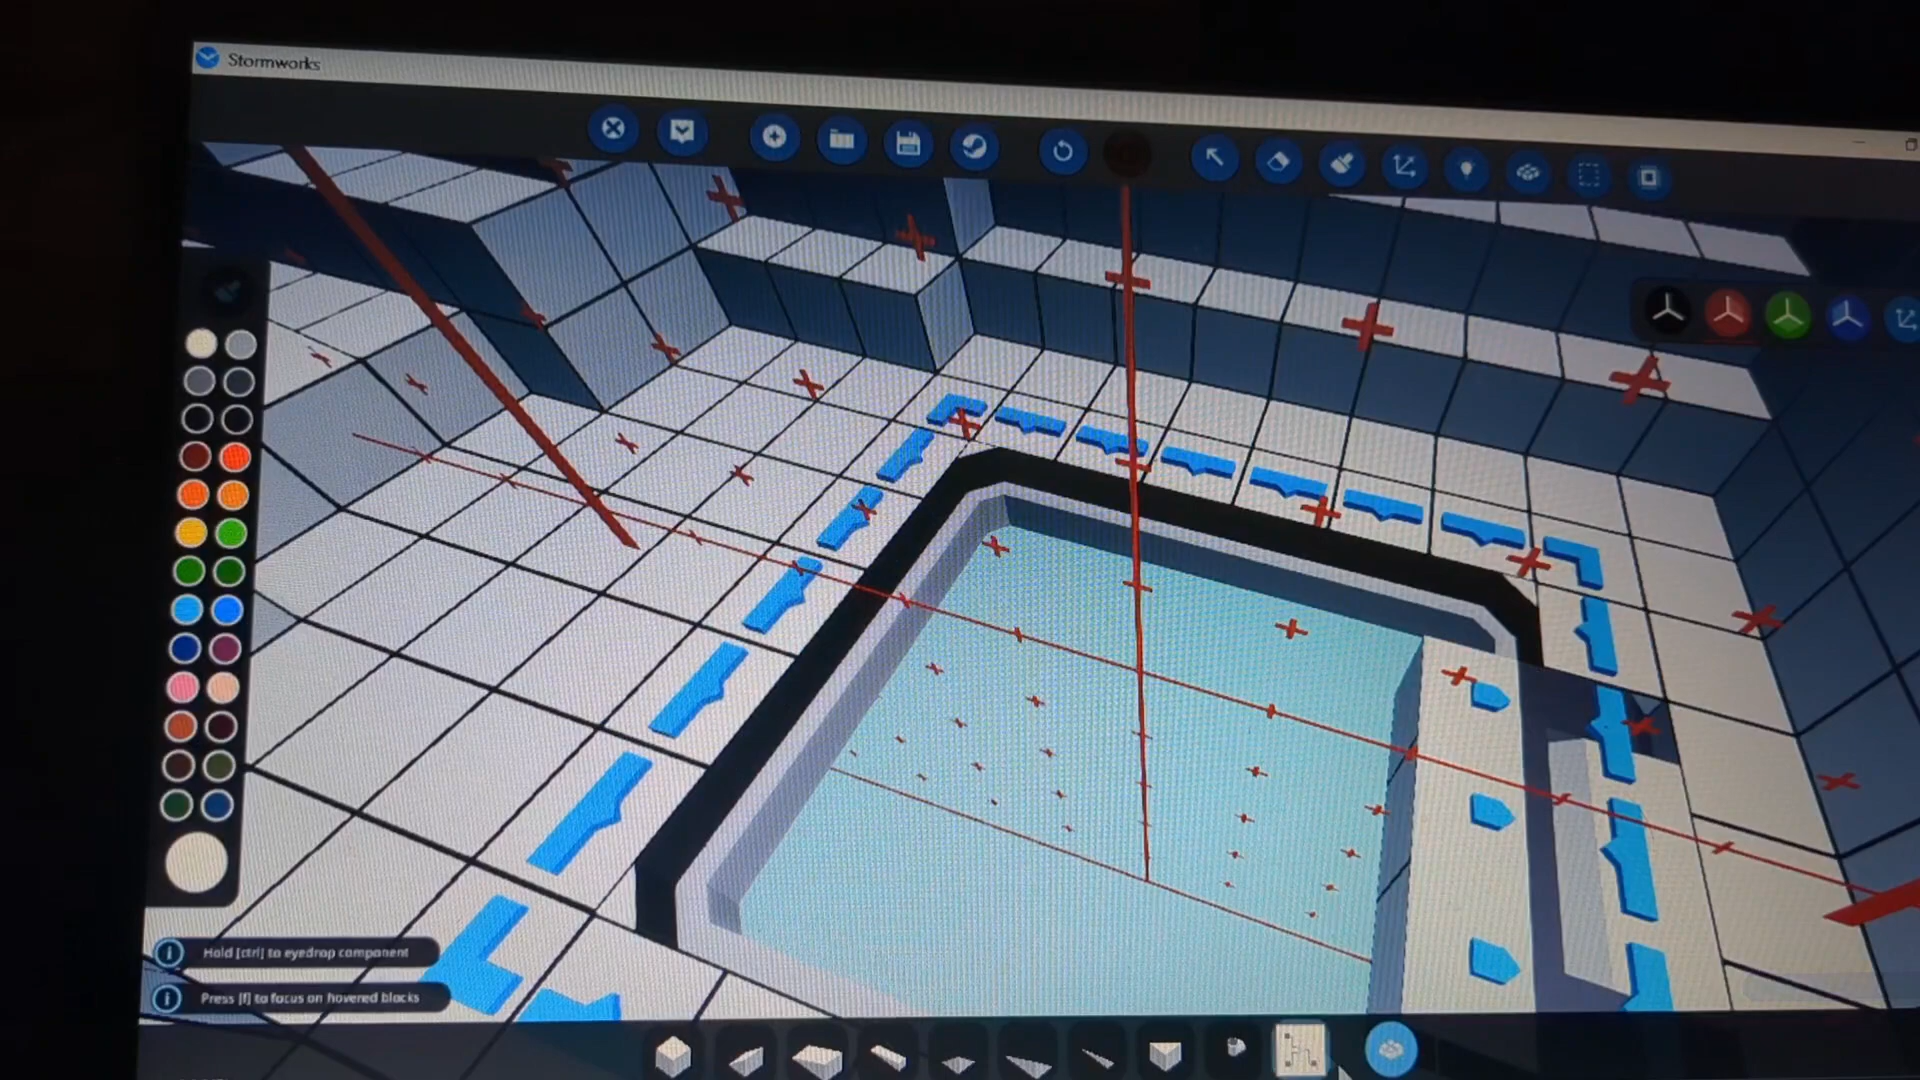 Stormworks
Hold [ctrl] to eyedrop component
Press [f] to focus on hovered blocks